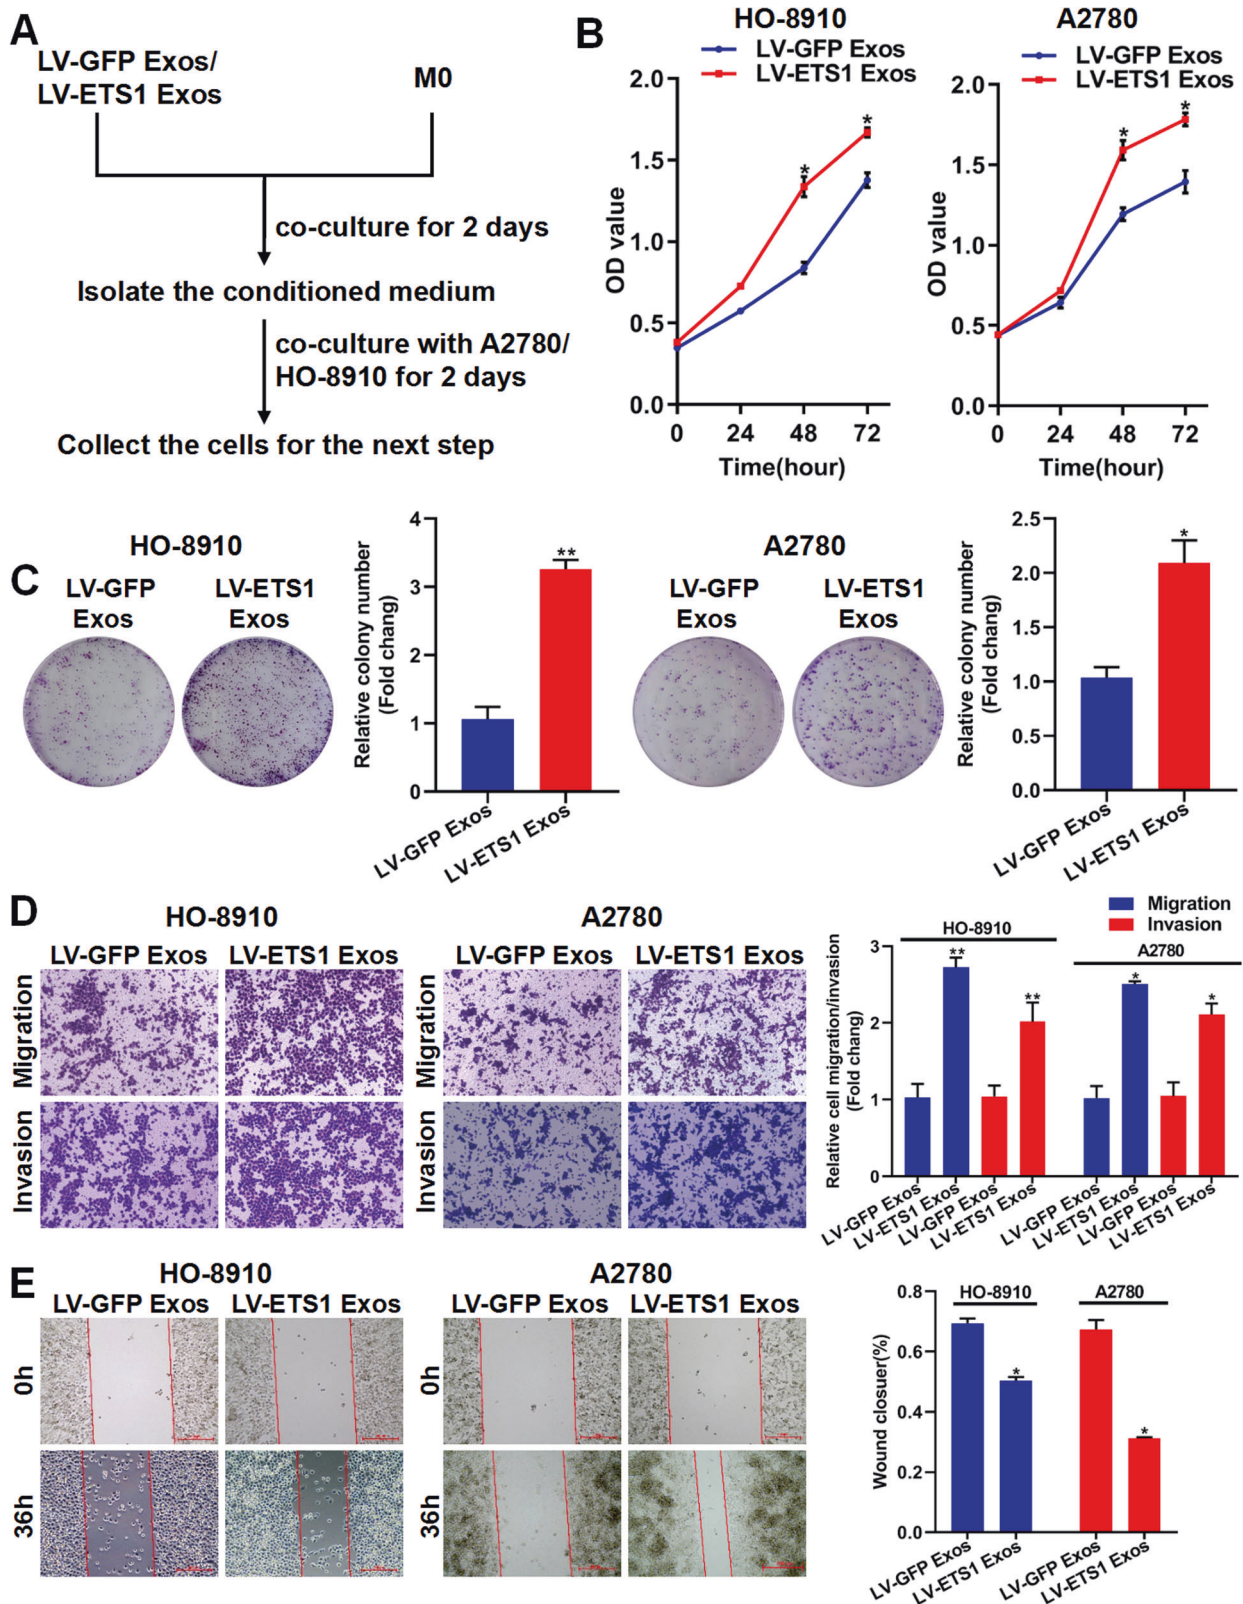 A
LV-GFP Exos/
LV-ETS1 Exos
M0
co-culture for 2 days
Isolate the conditioned medium
co-culture with A2780/
HO-8910 for 2 days
Collect the cells for the next step
B
HO-8910
LV-GFP Exos
LV-ETS1 Exos
OD value
2.0
1.5
1.0
0.5
0.0
* *
0 24 48 72
Time(hour)
A2780
LV-GFP Exos
LV-ETS1 Exos
OD value
2.0
1.5
1.0
0.5
0.0
* *
0 24 48 72
Time(hour)
C
HO-8910
LV-GFP
Exos
LV-ETS1
Exos
Relative colony number
(Fold chang)
4
3
2
1
0
**
LV-GFP Exos
LV-ETS1 Exos
A2780
LV-GFP
Exos
LV-ETS1
Exos
Relative colony number
(Fold chang)
2.5
2.0
1.5
1.0
0.5
0.0
*
LV-GFP Exos
LV-ETS1 Exos
D
HO-8910
LV-GFP Exos LV-ETS1 Exos
Migration
Invasion
A2780
LV-GFP Exos LV-ETS1 Exos
Migration
Invasion
Migration
Invasion
HO-8910
A2780
Relative cell migration/invasion
(Fold chang)
3
2
1
0
** ** * *
LV-GFP Exos
LV-ETS1 Exos
LV-GFP Exos
LV-ETS1 Exos
LV-GFP Exos
LV-ETS1 Exos
LV-GFP Exos
LV-ETS1 Exos
E
HO-8910
LV-GFP Exos LV-ETS1 Exos
0h
36h
A2780
LV-GFP Exos LV-ETS1 Exos
0h
36h
HO-8910
A2780
Wound closuer(%)
0.8
0.6
0.4
0.2
0.0
* *
LV-GFP Exos
LV-ETS1 Exos
LV-GFP Exos
LV-ETS1 Exos